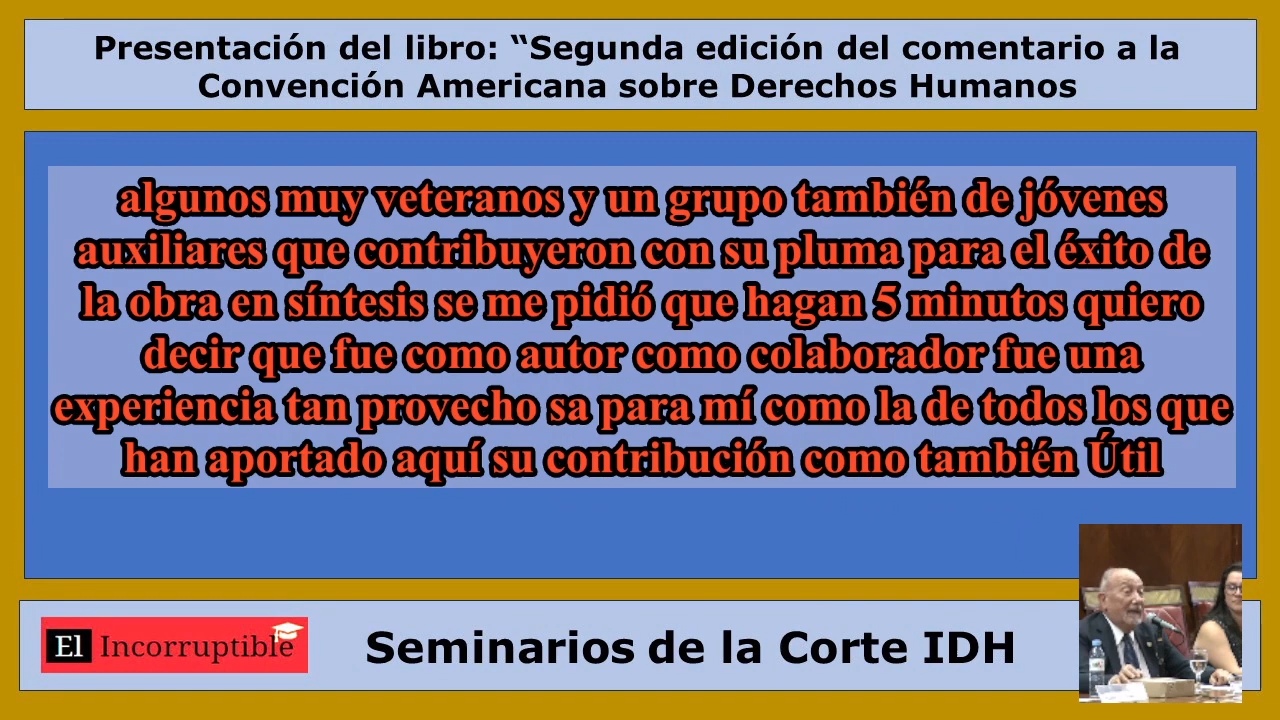 Presentación del libro: “Segunda edición del comentario a la
Convención Americana sobre Derechos Humanos
algunos muy veteranos y un grupo también de jóvenes
auxiliares que contribuyeron con su pluma para el éxito de
la obra en síntesis se me pidió que hagan 5 minutos quiero
decir que fue como autor como colaborador fue una
experiencia tan provecho sa para mí como la de todos los que
han aportado aquí su contribución como también Útil
El Incorruptible
Seminarios de la Corte IDH